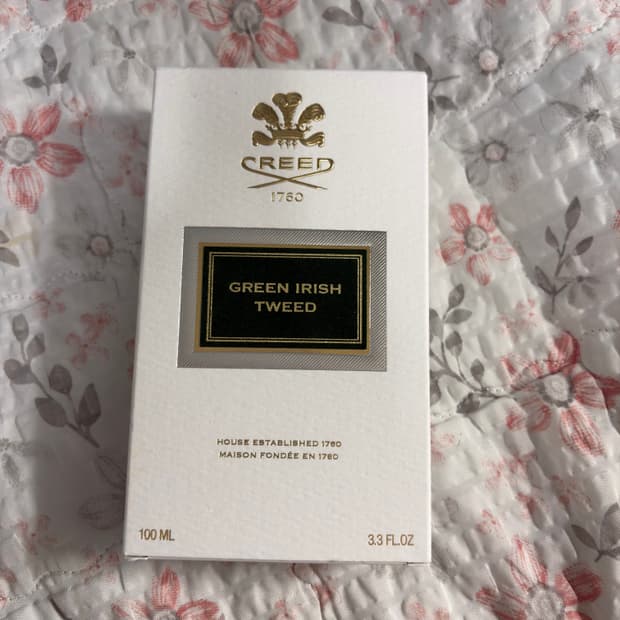 CREED
1760
GREEN IRISH
TWEED
HOUSE ESTABLISHED 1760
MAISON FONDÉE EN 1760
100 ML
3.3 FL.OZ